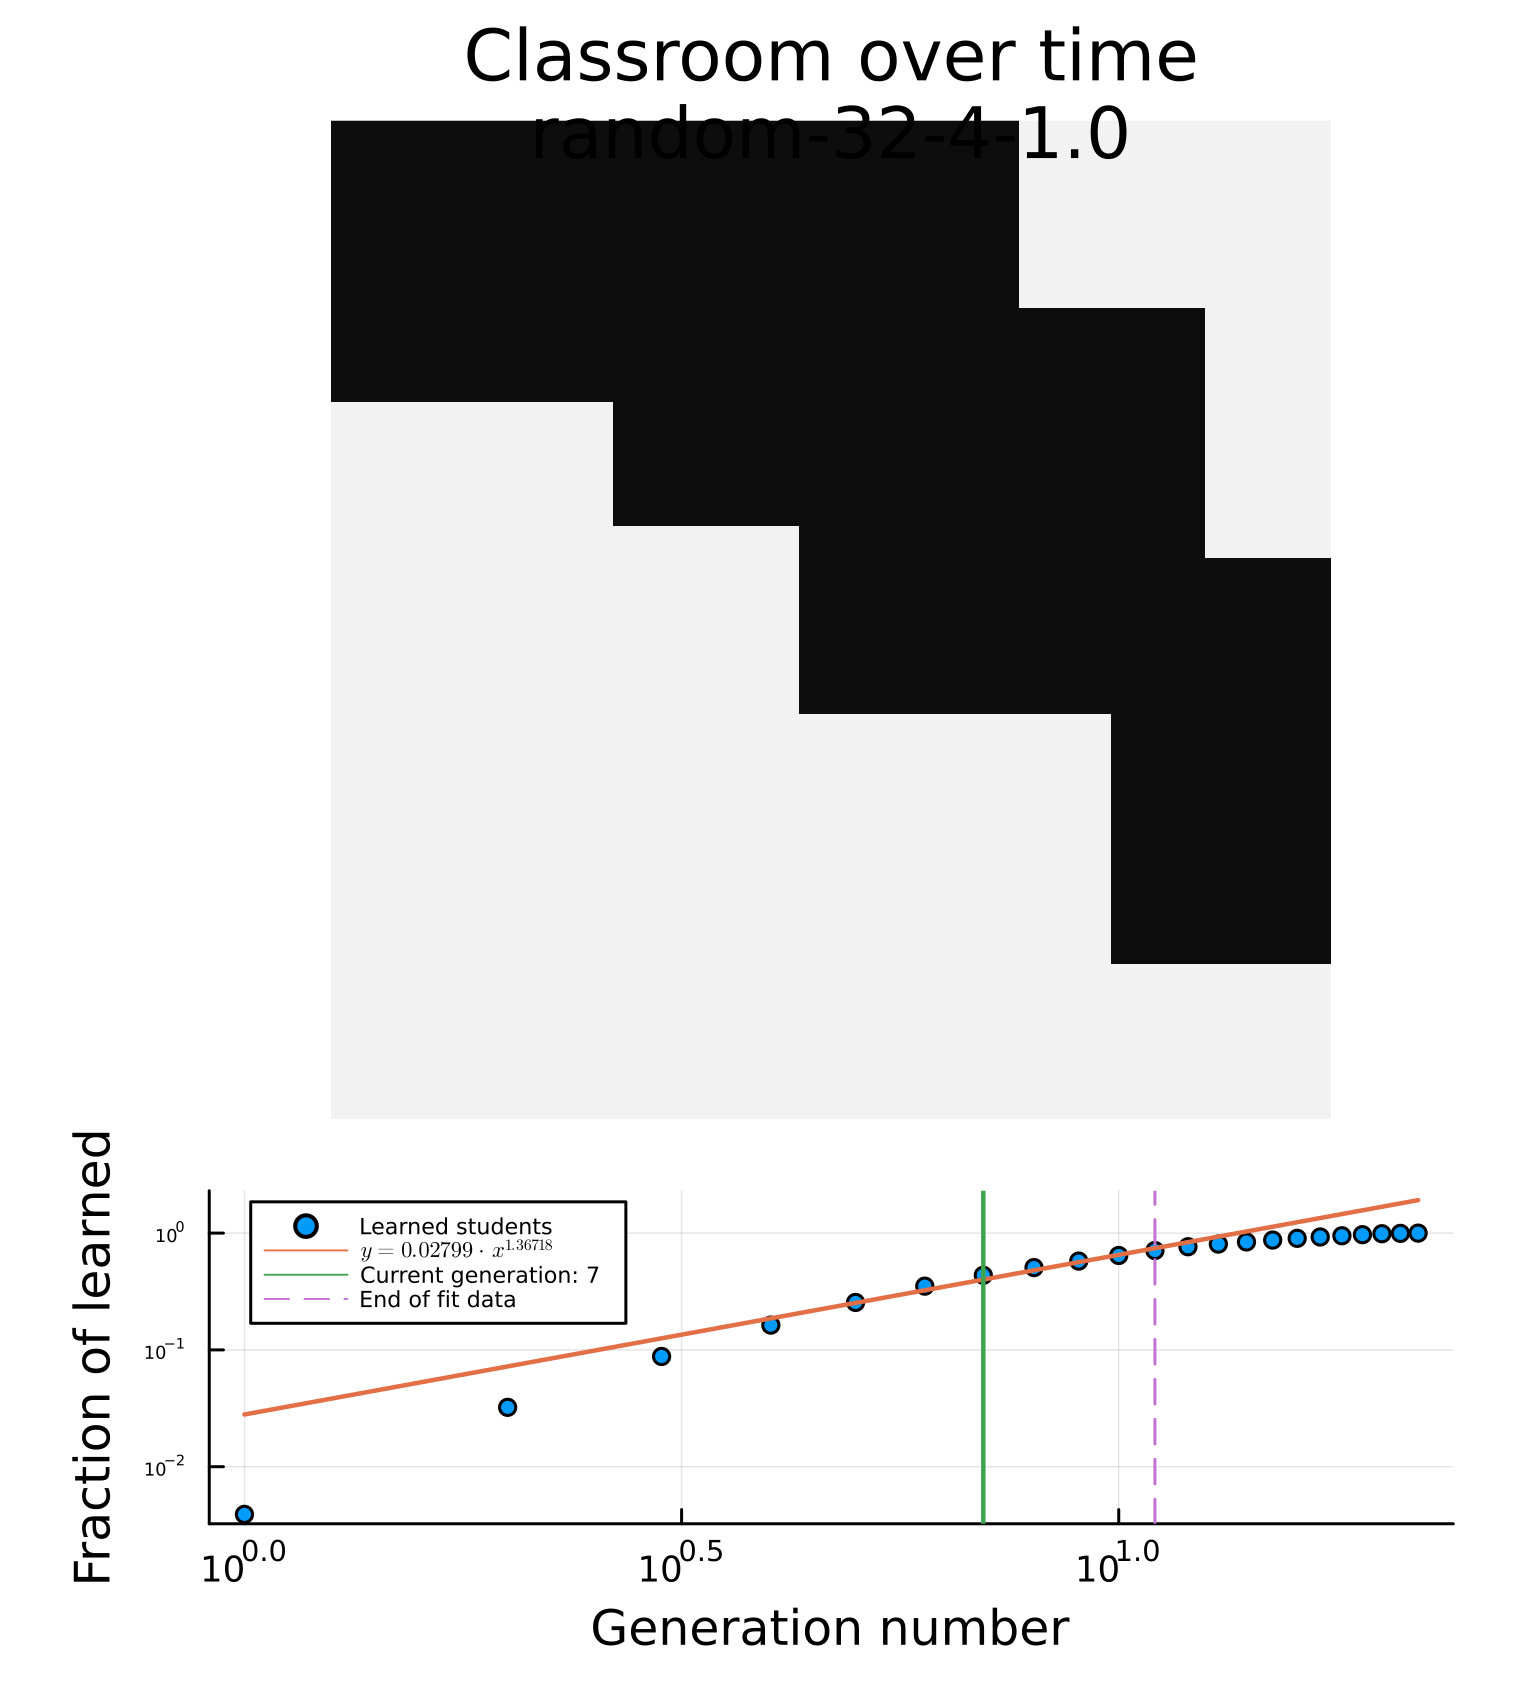 Classroom over time
random-32-4-1.0
Fraction of learned
10^0
10^-1
10^-2
Learned students
y = 0.02799 · x^1.36718
Current generation: 7
End of fit data
10^0.0 10^0.5 10^1.0
Generation number